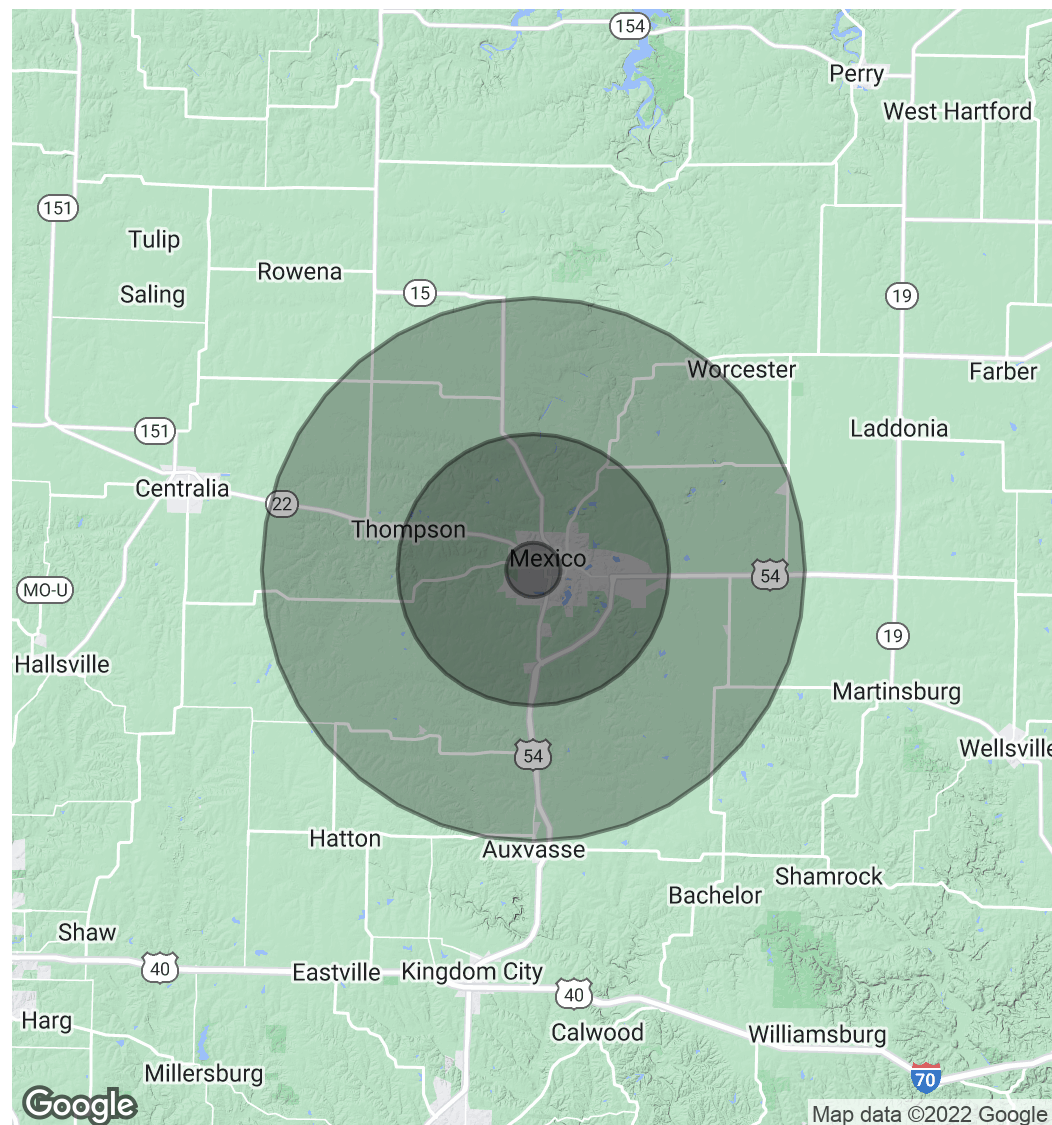 154
Perry
West Hartford
151
Tulip
Rowena
Saling
15
19
Worcester
Farber
Laddonia
151
Centralia
22
Thompson
Mexico
54
MO-U
19
Hallsville
Martinsburg
Wellsville
54
Hatton
Auxvasse
Shamrock
Bachelor
Shaw
40
Eastville
Kingdom City
40
Harg
Calwood
Williamsburg
Millersburg
70
Google
Map data ©2022 Google